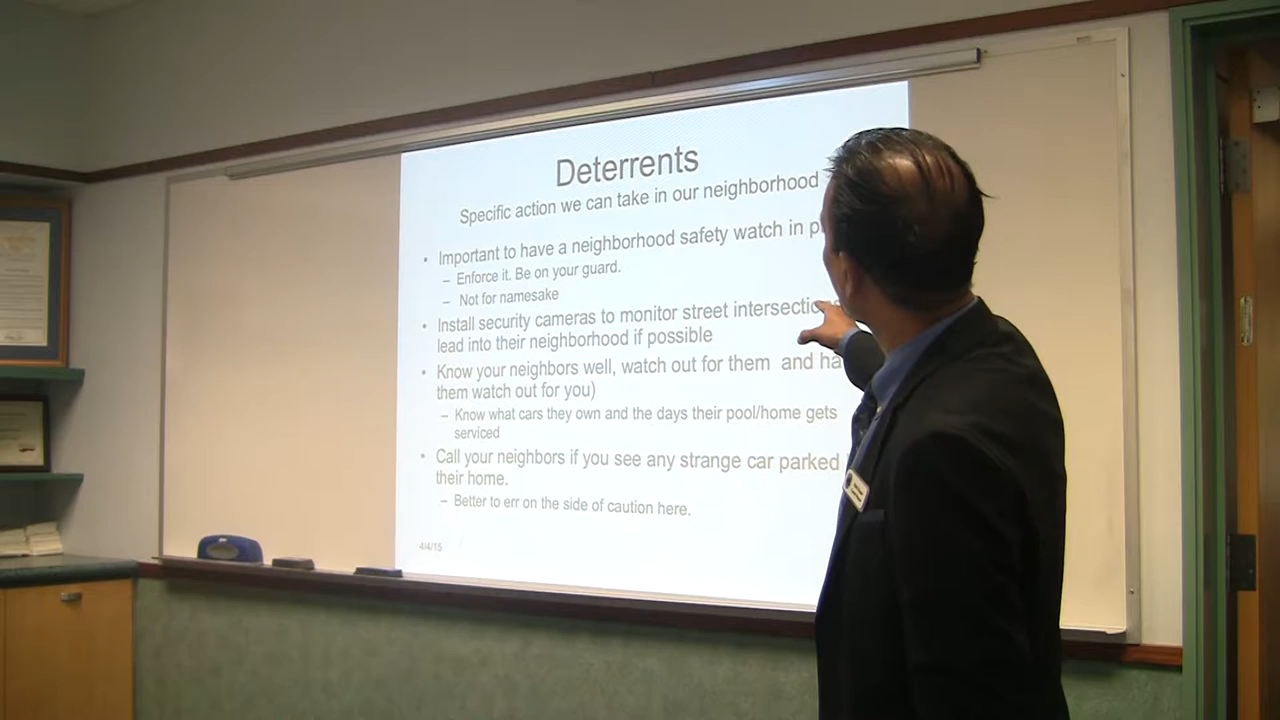 Deterrents
Specific action we can take in our neighborhood
• Important to have a neighborhood safety watch in
– Enforce it. Be on your guard.
– Not for namesake
• Install security cameras to monitor street
lead into their neighborhood if possible
• Know your neighbors well, watch out for them and
them watch out for you)
– Know what cars they own and the days their pool/home gets
serviced
• Call your neighbors if you see any strange car parked
their home.
– Better to err on the side of caution here.
4/4/15